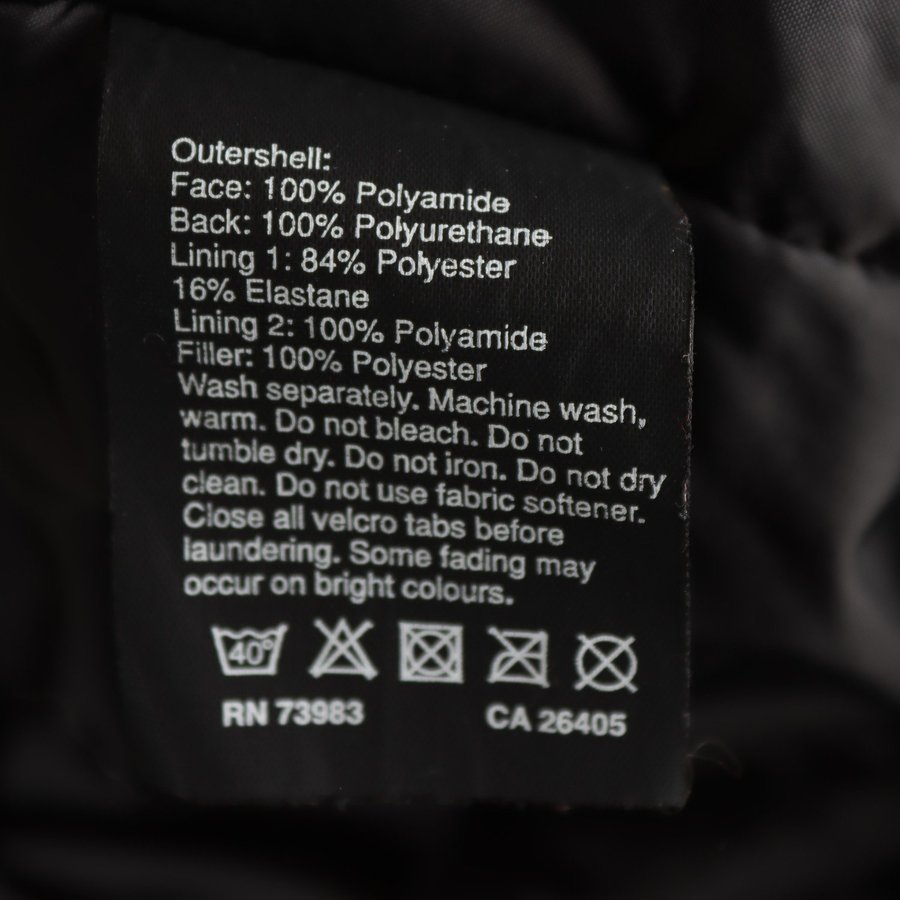 Outershell:
Face: 100% Polyamide
Back: 100% Polyurethane
Lining 1: 84% Polyester
16% Elastane
Lining 2: 100% Polyamide
Filler: 100% Polyester
Wash separately. Machine wash,
warm. Do not bleach. Do not
tumble dry. Do not iron. Do not dry
clean. Do not use fabric softener.
Close all velcro tabs before
laundering. Some fading may
occur on bright colours.
40°
RN 73983 CA 26405